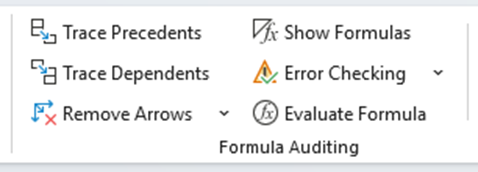 Trace Precedents
Trace Dependents
Remove Arrows
Show Formulas
Error Checking
Evaluate Formula
Formula Auditing